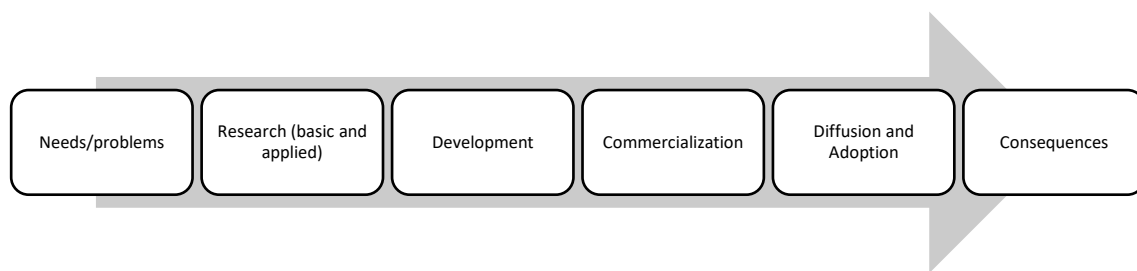 Needs/problems
Research (basic and
applied)
Development
Commercialization
Diffusion and
Adoption
Consequences